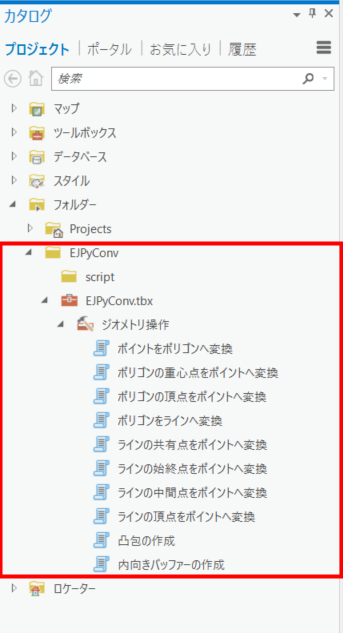 カタログ
プロジェクト | ポータル | お気に入り | 履歴
検索
マップ
ツールボックス
データベース
スタイル
フォルダー
Projects
EJPyConv
script
EJPyConv.tbx
ジオメトリ操作
ポイントをポリゴンへ変換
ポリゴンの重心点をポイントへ変換
ポリゴンの頂点をポイントへ変換
ポリゴンをラインへ変換
ラインの共有点をポイントへ変換
ラインの始終点をポイントへ変換
ラインの中間点をポイントへ変換
ラインの頂点をポイントへ変換
凸包の作成
内向きバッファーの作成
ロケーター